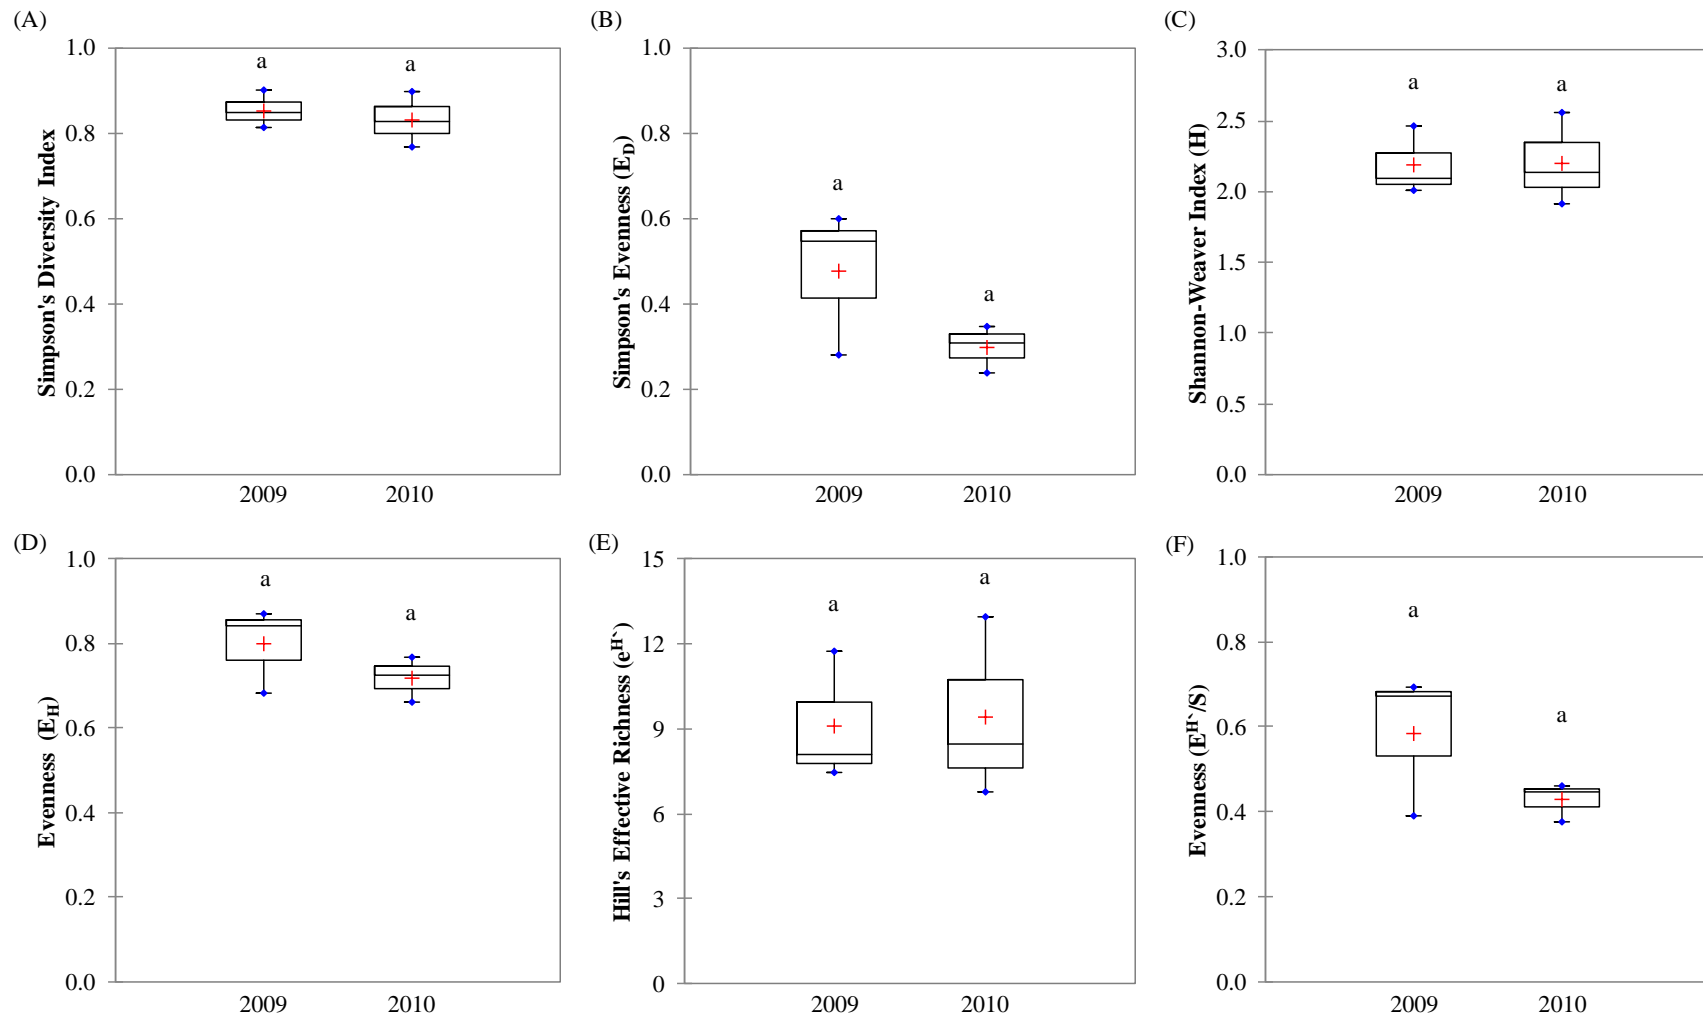 (A)
Simpson's Diversity Index
1.0
0.8
0.6
0.4
0.2
0.0
a
a
2009
2010
(B)
Simpson's Evenness (E_D)
1.0
0.8
0.6
0.4
0.2
0.0
a
a
2009
2010
(C)
Shannon-Weaver Index (H)
3.0
2.5
2.0
1.5
1.0
0.5
0.0
a
a
2009
2010
(D)
Evenness (E_H)
1.0
0.8
0.6
0.4
0.2
0.0
a
a
2009
2010
(E)
Hill's Effective Richness (e^H`)
15
12
9
6
3
0
a
a
2009
2010
(F)
Evenness (E^H`/S)
1.0
0.8
0.6
0.4
0.2
0.0
a
a
2009
2010